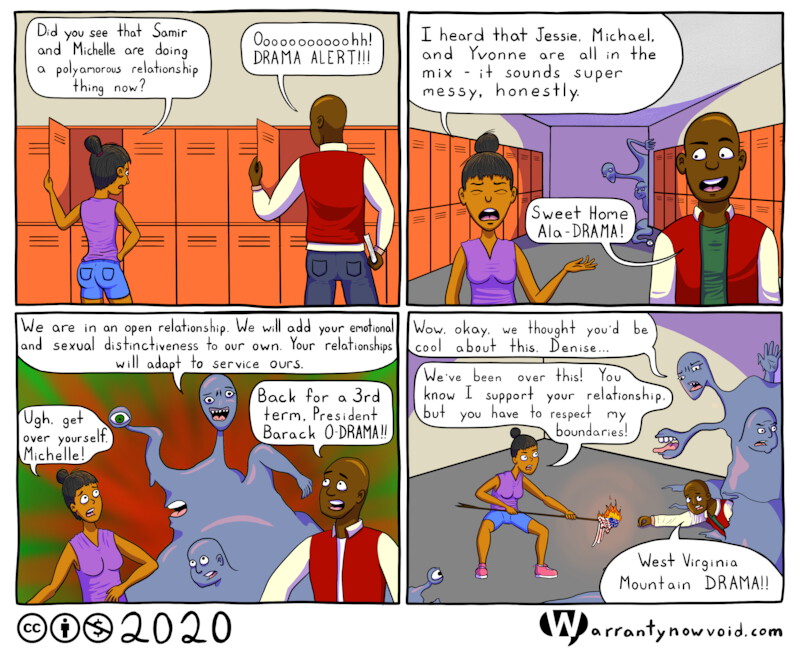 Did you see that Samir
and Michelle are doing
a polyamorous relationship
thing now?
Ooooooooooohh!
DRAMA ALERT!!!
I heard that Jessie, Michael,
and Yvonne are all in the
mix - it sounds super
messy, honestly.
Sweet Home
Ala-DRAMA!
We are in an open relationship. We will add your emotional
and sexual distinctiveness to our own. Your relationships
will adapt to service ours.
Ugh, get
over yourself,
Michelle!
Back for a 3rd
term, President
Barack O-DRAMA!!
Wow, okay, we thought you'd be
cool about this, Denise...
We've been over this! You
know I support your relationship,
but you have to respect my
boundaries!
West Virginia
Mountain DRAMA!!
cc 2020
Warrantynowvoid.com